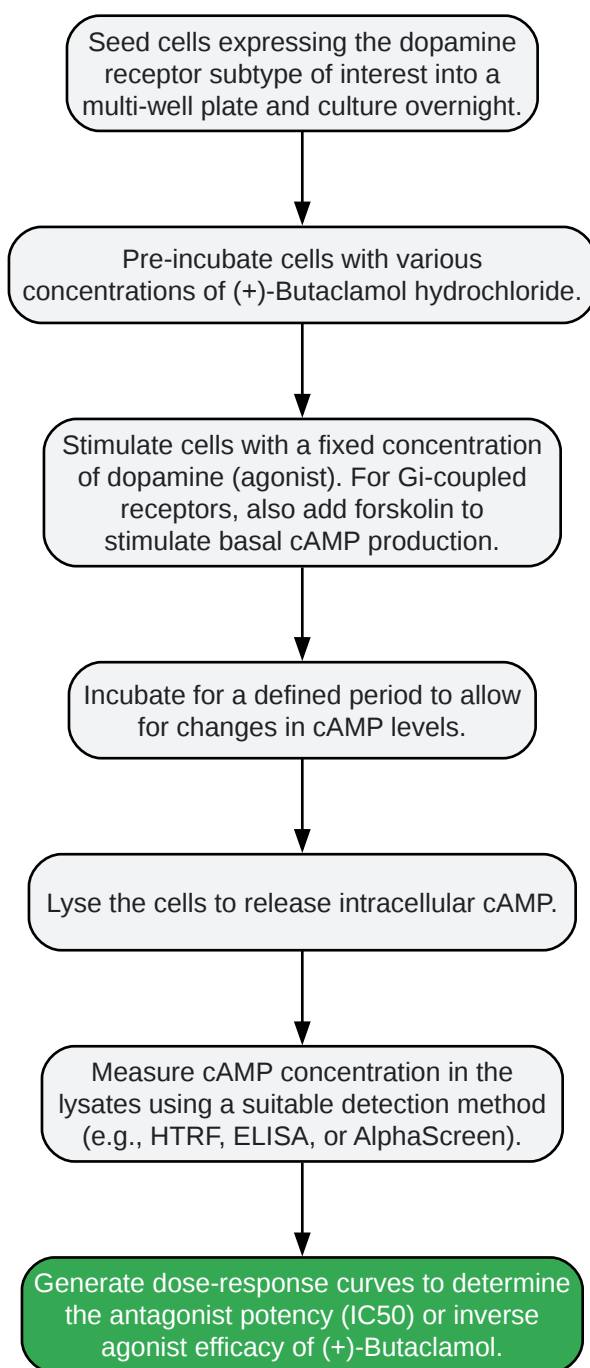 Seed cells expressing the dopamine
receptor subtype of interest into a
multi-well plate and culture overnight.
Pre-incubate cells with various
concentrations of (+)-Butaclamol hydrochloride.
Stimulate cells with a fixed concentration
of dopamine (agonist). For Gi-coupled
receptors, also add forskolin to
stimulate basal cAMP production.
Incubate for a defined period to allow
for changes in cAMP levels.
Lyse the cells to release intracellular cAMP.
Measure cAMP concentration in the
lysates using a suitable detection method
(e.g., HTRF, ELISA, or AlphaScreen).
Generate dose-response curves to determine
the antagonist potency (IC50) or inverse
agonist efficacy of (+)-Butaclamol.